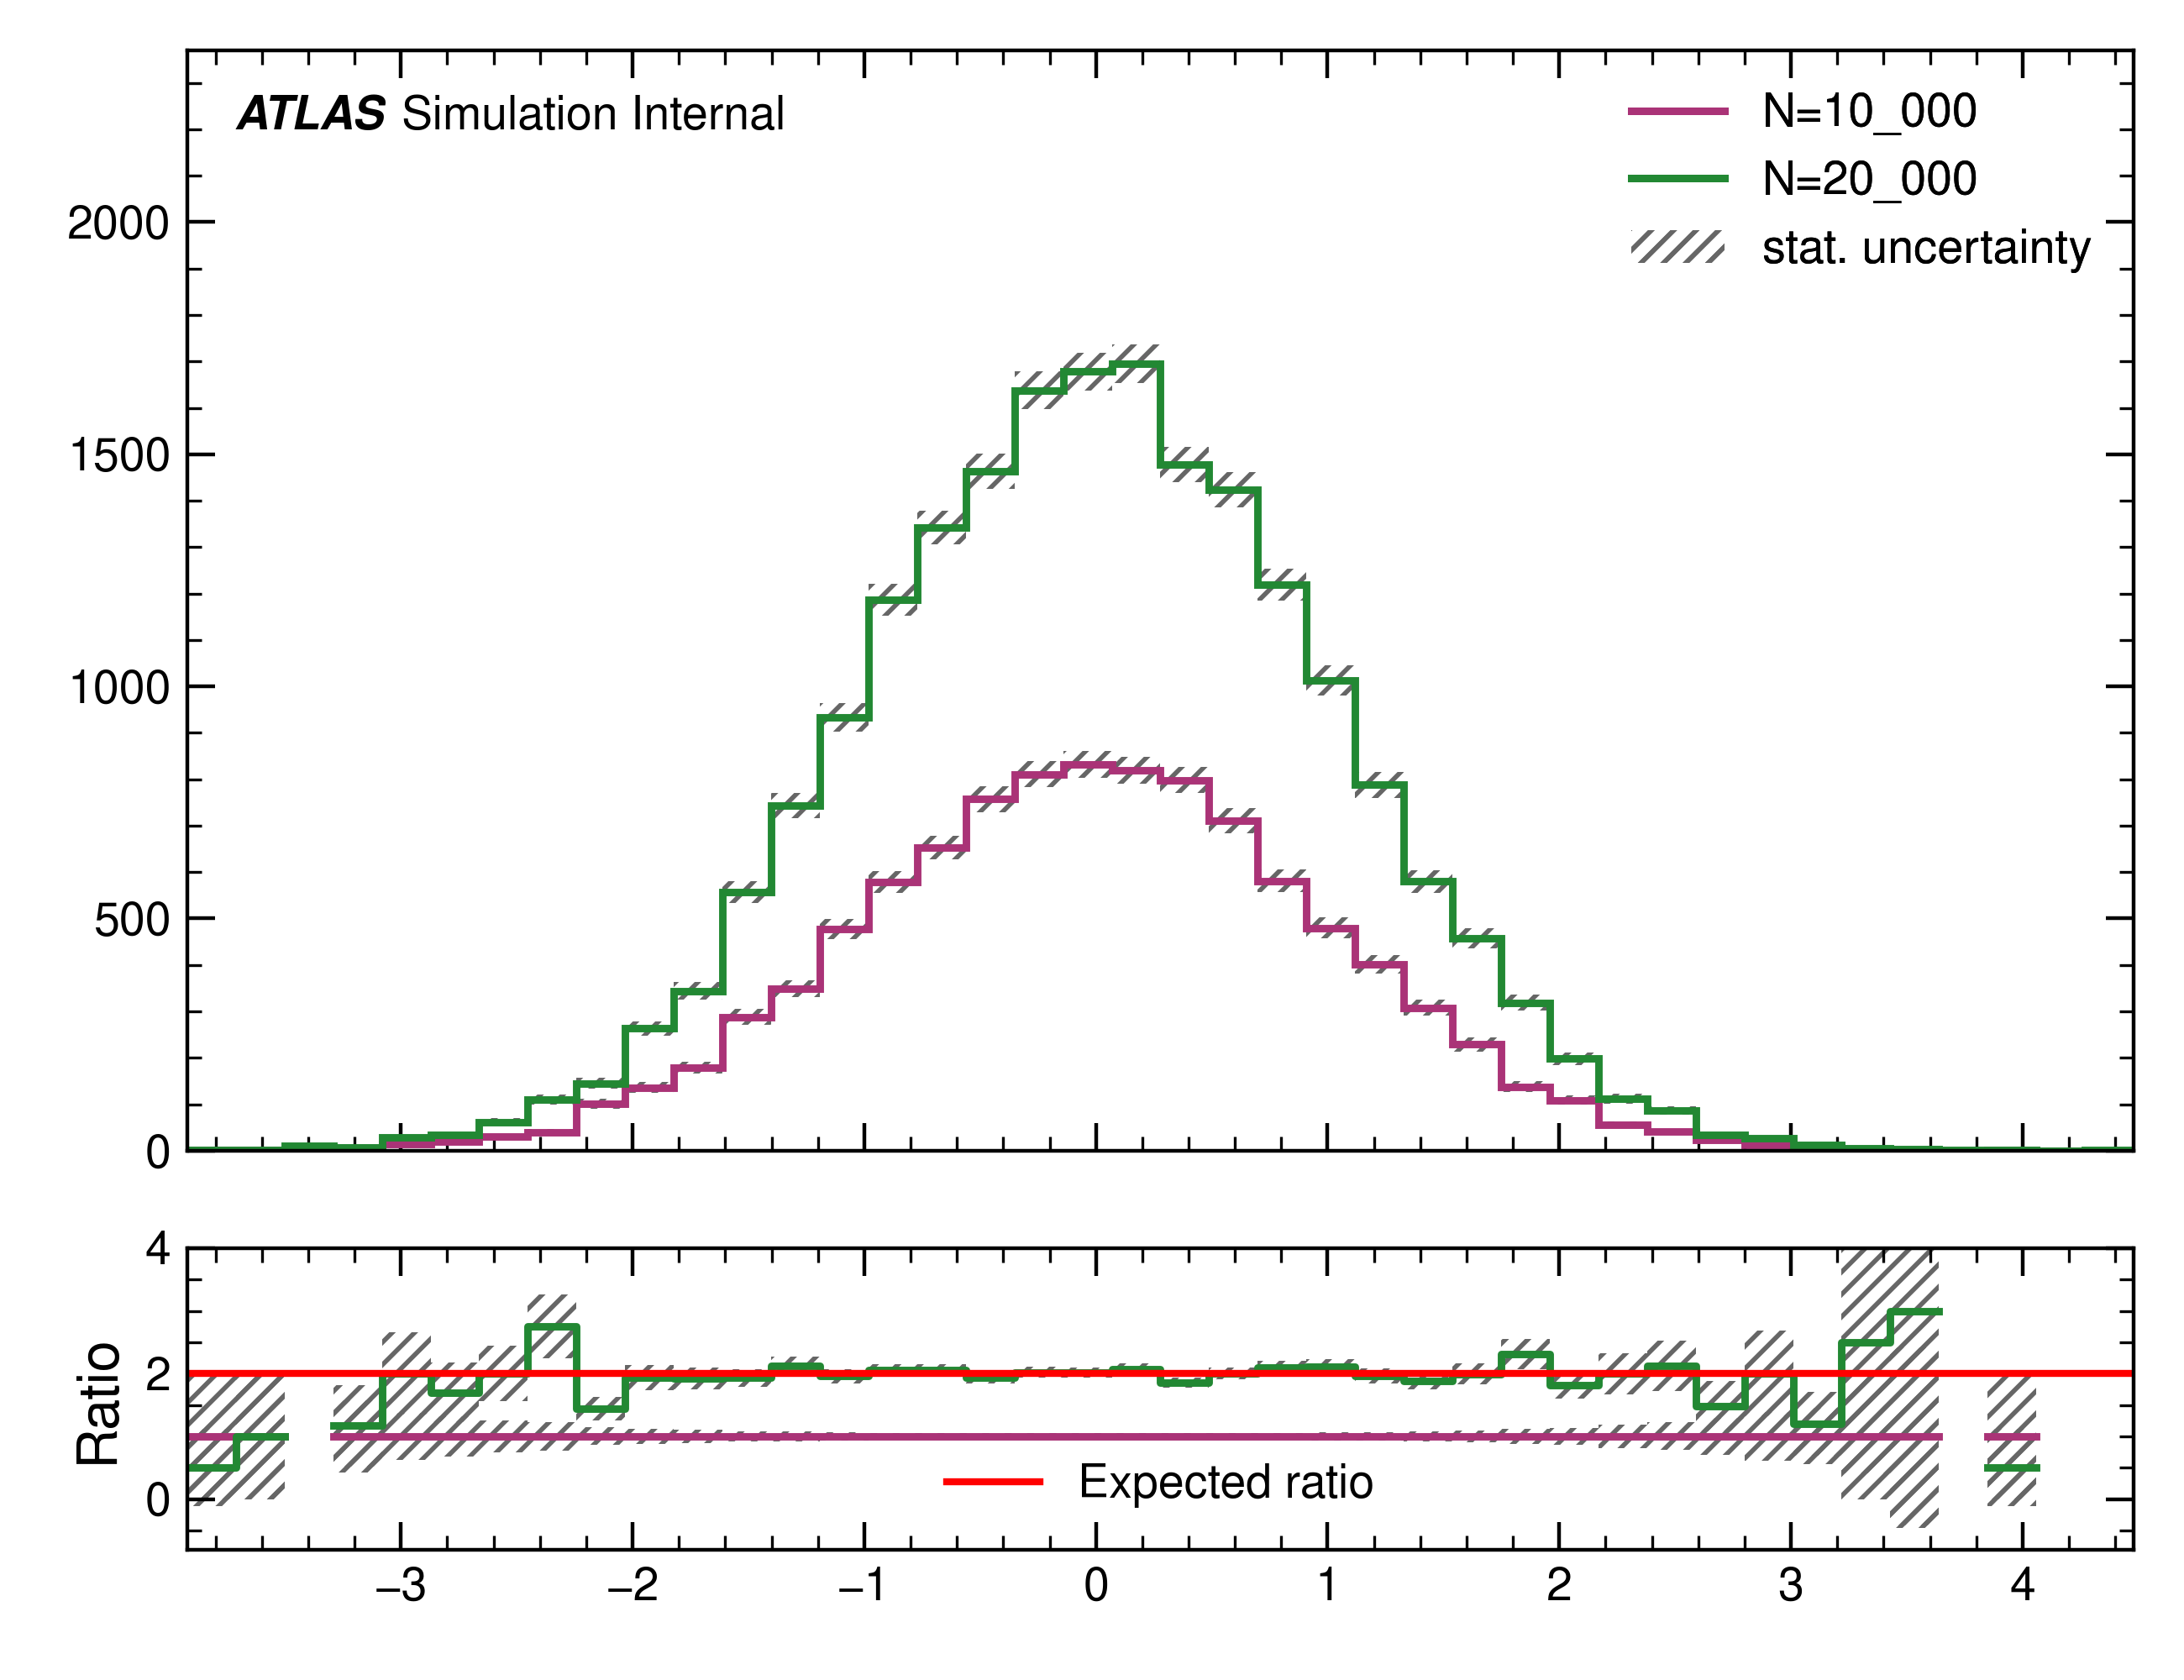 ATLAS Simulation Internal
N=10_000
N=20_000
stat. uncertainty
2000
1500
1000
500
0
4
2
0
Ratio
Expected ratio
−3 −2 −1 0 1 2 3 4